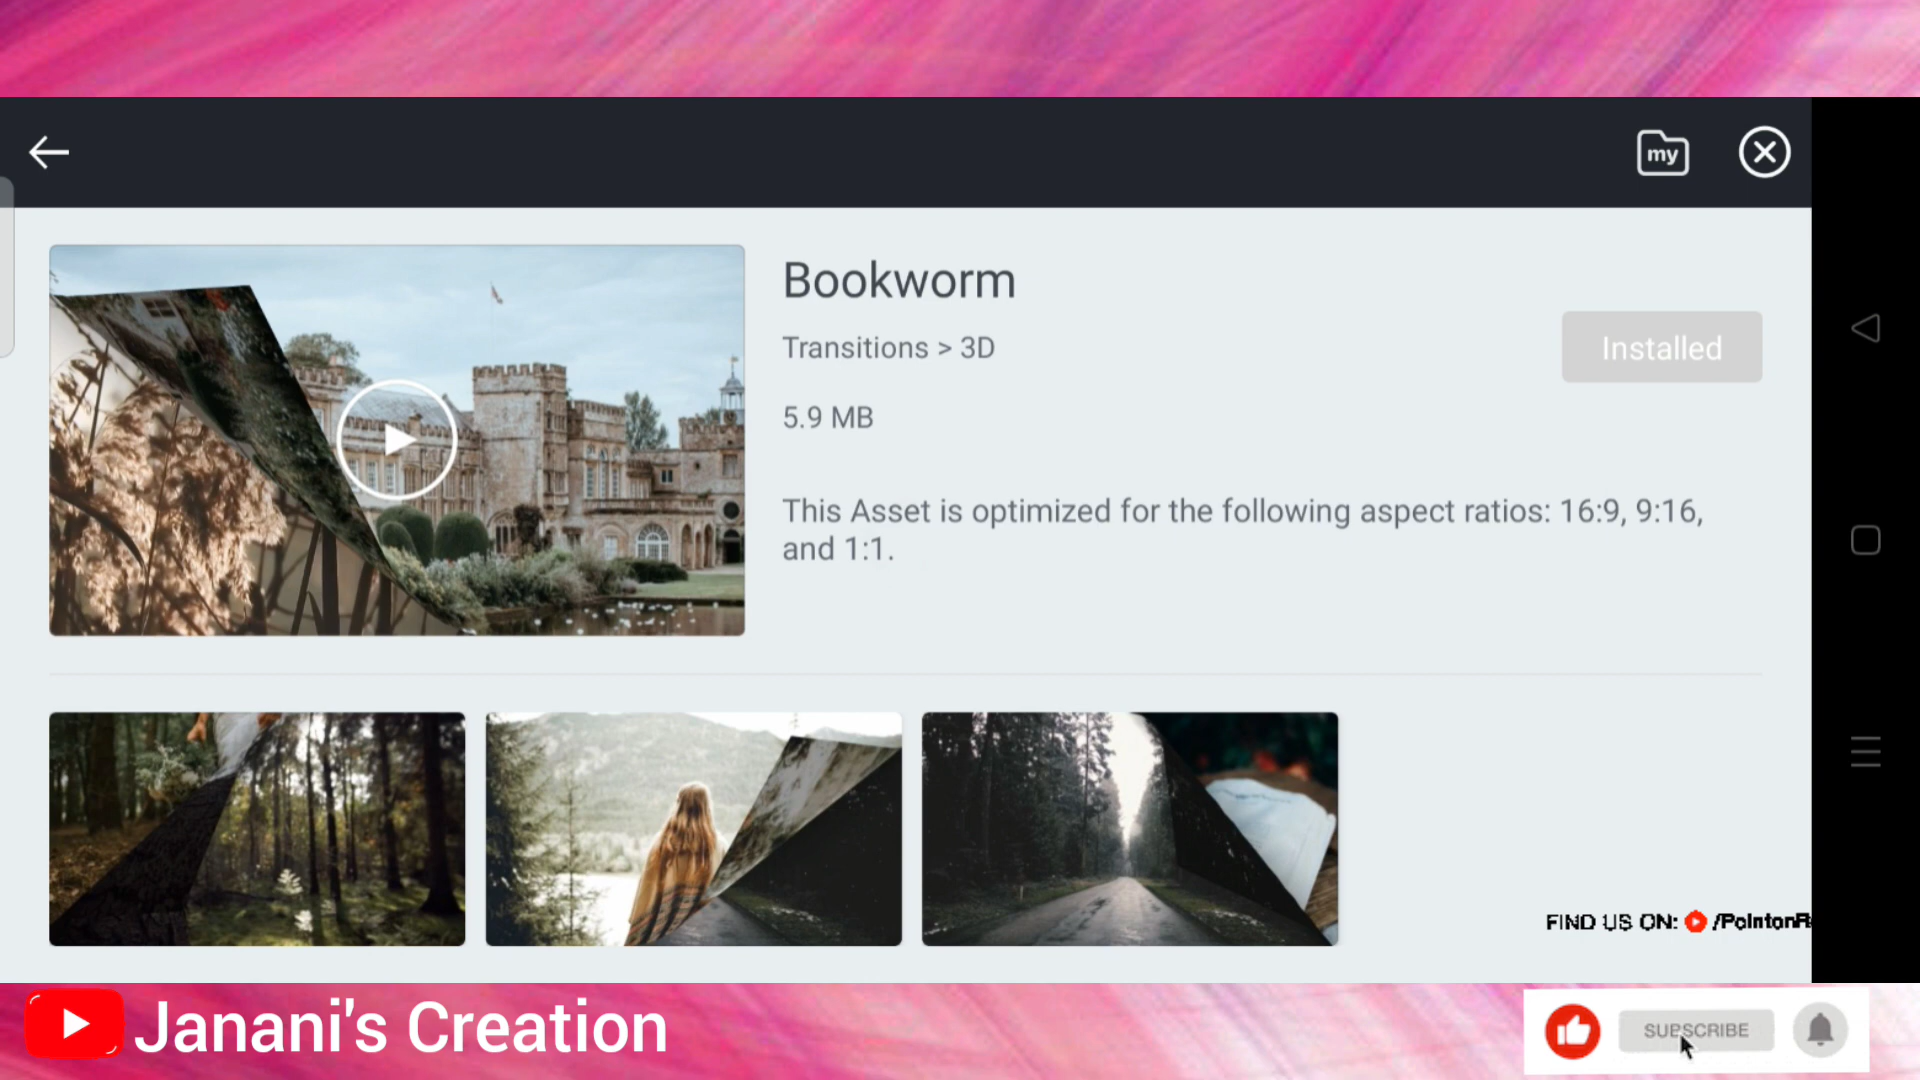 my
Bookworm
Transitions > 3D
Installed
5.9 MB
This Asset is optimized for the following aspect ratios: 16:9, 9:16,
and 1:1.
FIND US ON: /PointonR
Janani's Creation
SUBSCRIBE